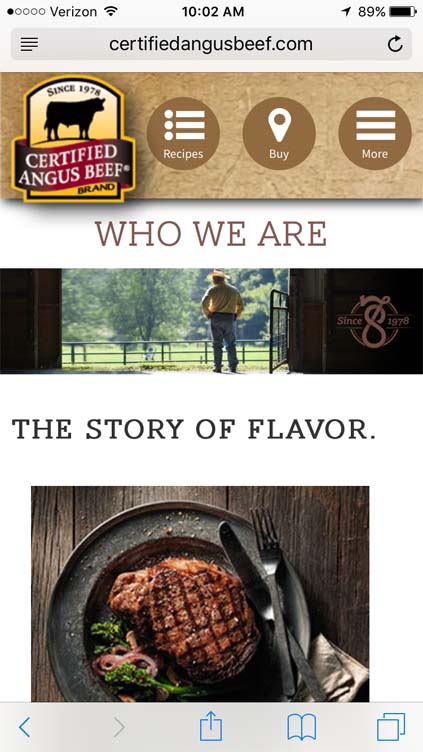 Verizon 10:02 AM 89%
certifiedangusbeef.com
SINCE 1978
CERTIFIED
ANGUS BEEF®
BRAND
Recipes
Buy
More
WHO WE ARE
Since 8 1978
THE STORY OF FLAVOR.